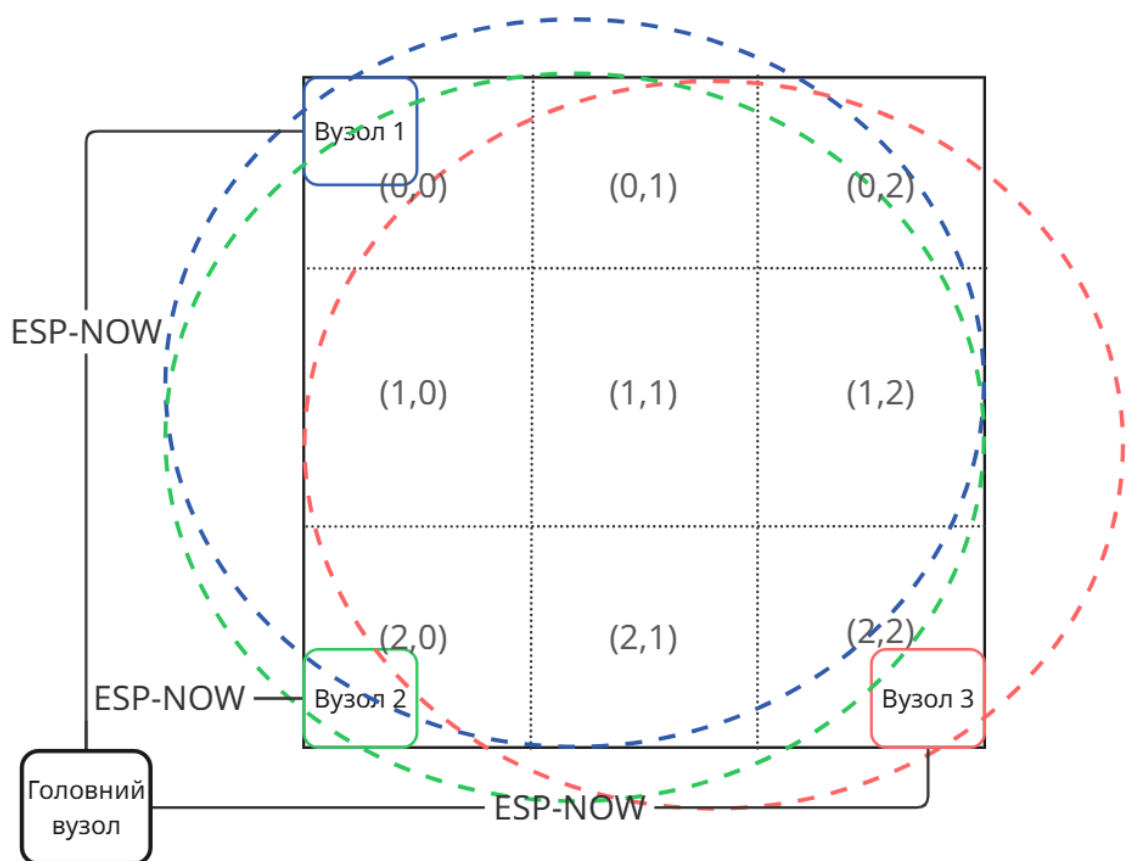 Вузол 1
(0,0)
(0,1)
(0,2)
ESP-NOW
(1,0)
(1,1)
(1,2)
(2,0)
(2,1)
(2,2)
ESP-NOW
Вузол 2
Вузол 3
Головний
вузол
ESP-NOW